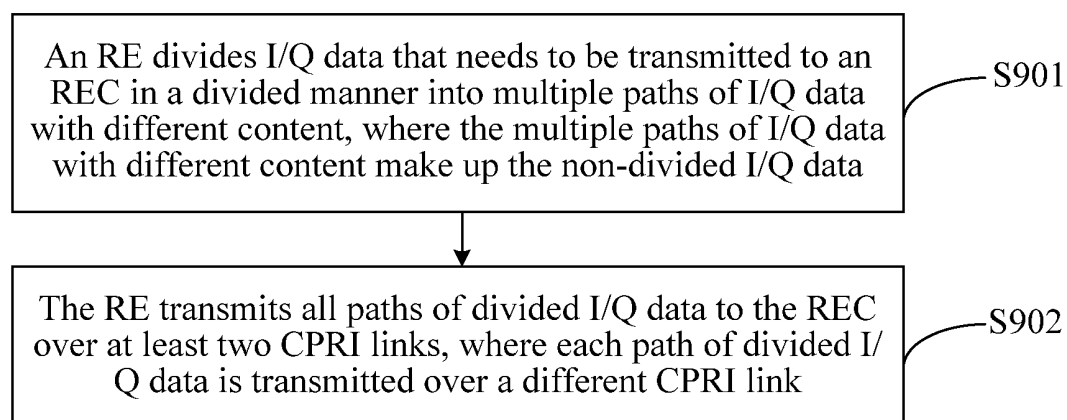 An RE divides I/Q data that needs to be transmitted to an
REC in a divided manner into multiple paths of I/Q data
with different content, where the multiple paths of I/Q data
with different content make up the non-divided I/Q data
S901
The RE transmits all paths of divided I/Q data to the REC
over at least two CPRI links, where each path of divided I/
Q data is transmitted over a different CPRI link
S902